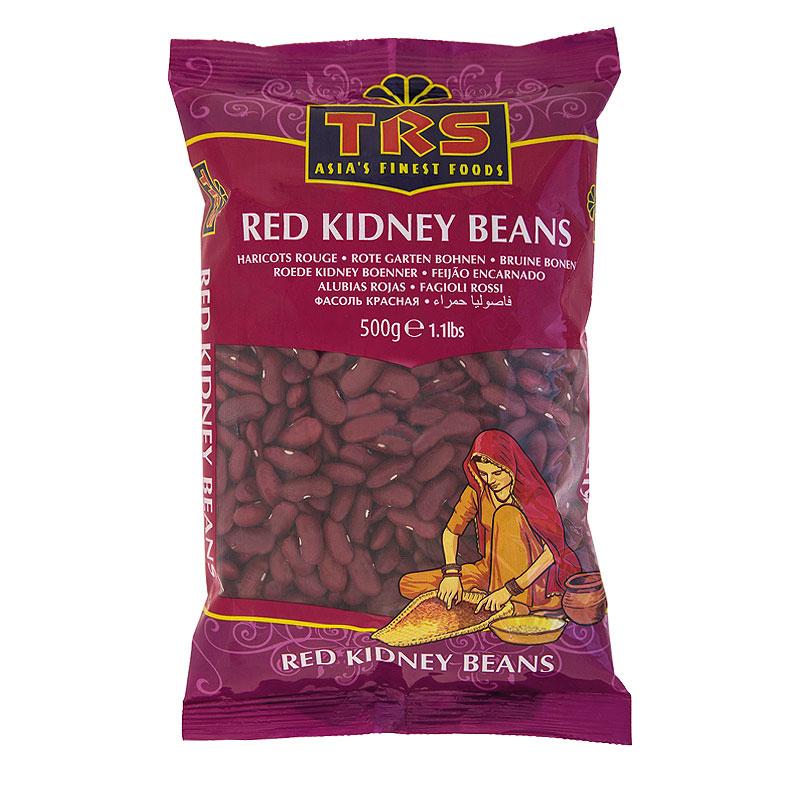 TRS
ASIA'S FINEST FOODS
RED KIDNEY BEANS
HARICOTS ROUGE • ROTE GARTEN BOHNEN • BRUINE BONEN
ROEDE KIDNEY BOENNER • FEIJÃO ENCARNADO
ALUBIAS ROJAS • FAGIOLI ROSSI
ФАСОЛЬ КРАСНАЯ • فاصوليا حمراء
500g e 1.1lbs
RED KIDNEY BEANS
TRS
RED KIDNEY BEANS